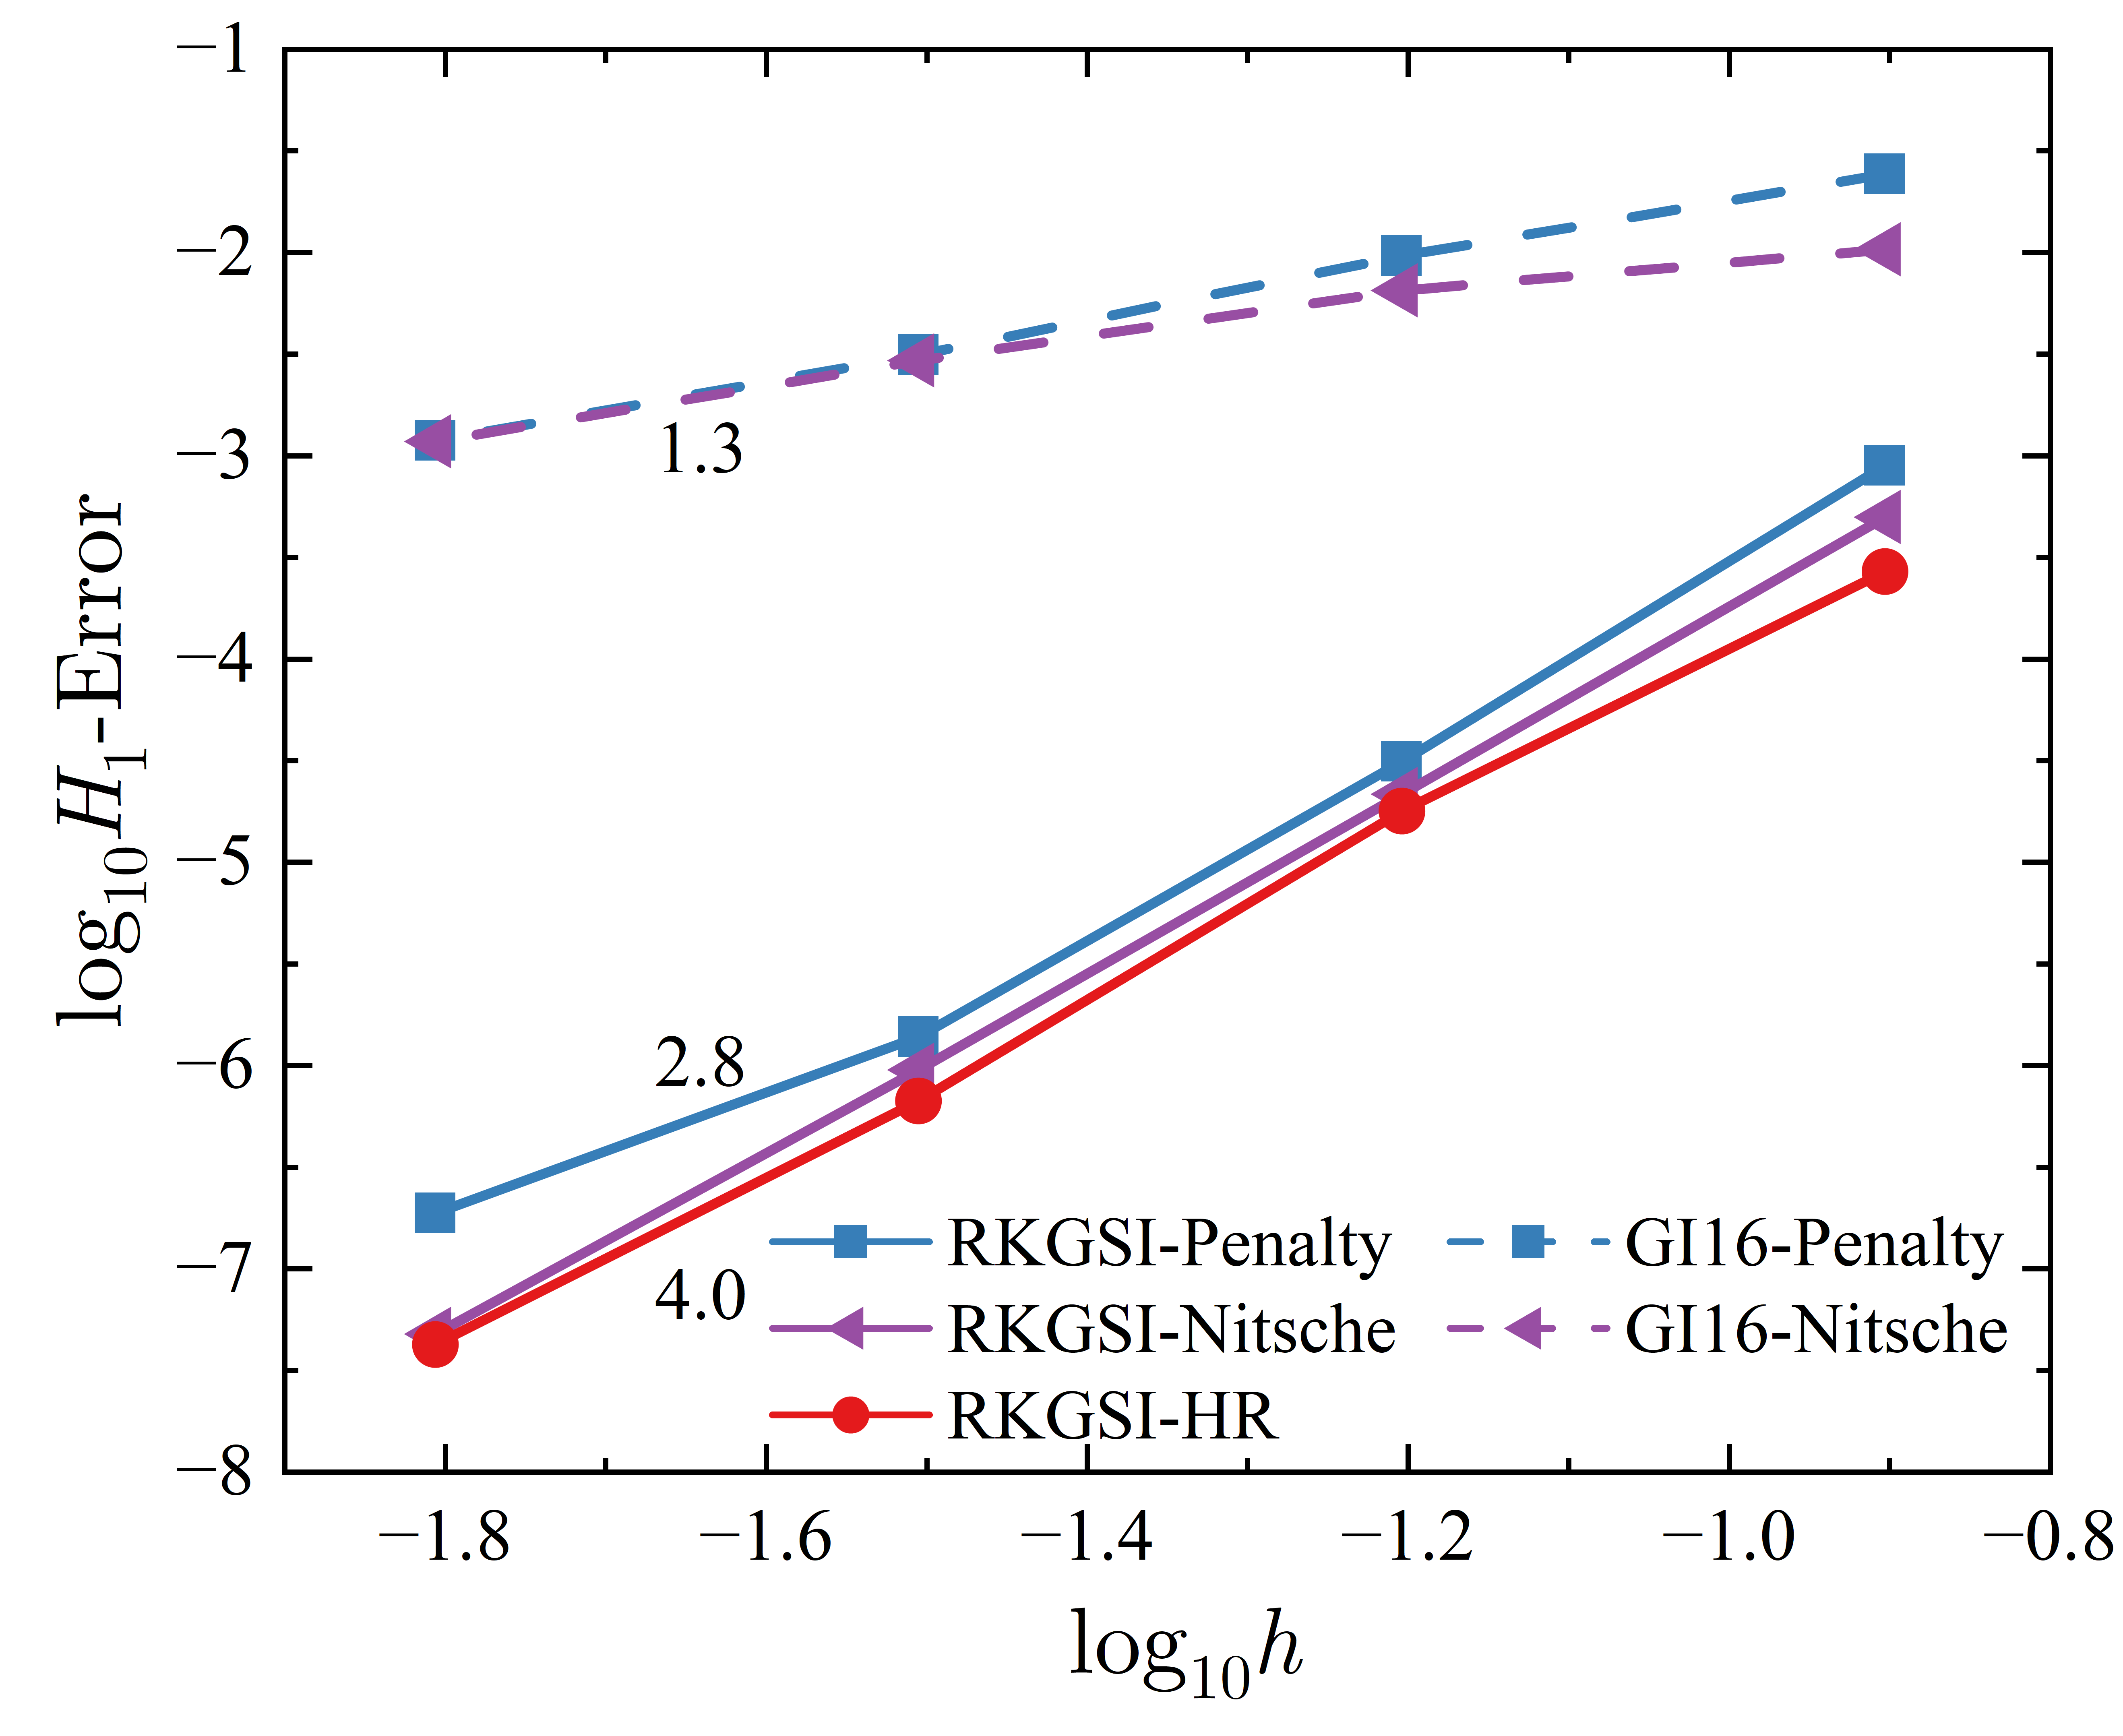 −1
−2
−3
−4
−5
−6
−7
−8
log₁₀H₁-Error
1.3
2.8
4.0
RKGSI-Penalty
GI16-Penalty
RKGSI-Nitsche
GI16-Nitsche
RKGSI-HR
−1.8 −1.6 −1.4 −1.2 −1.0 −0.8
log₁₀h